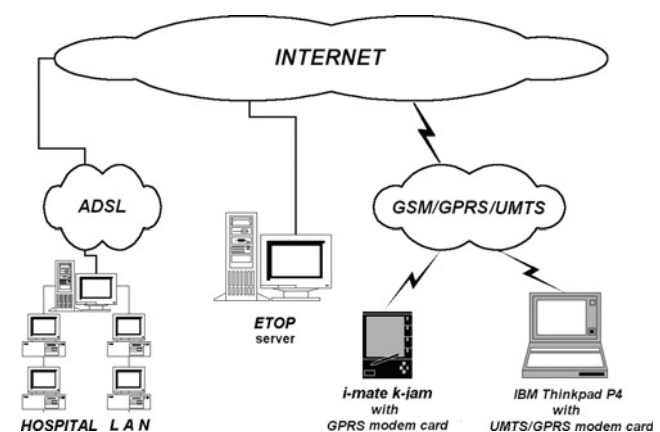 INTERNET
ADSL
GSM/GPRS/UMTS
ETOP
server
HOSPITAL LAN
i-mate k-jam
with
GPRS modem card
IBM Thinkpad P4
with
UMTS/GPRS modem card